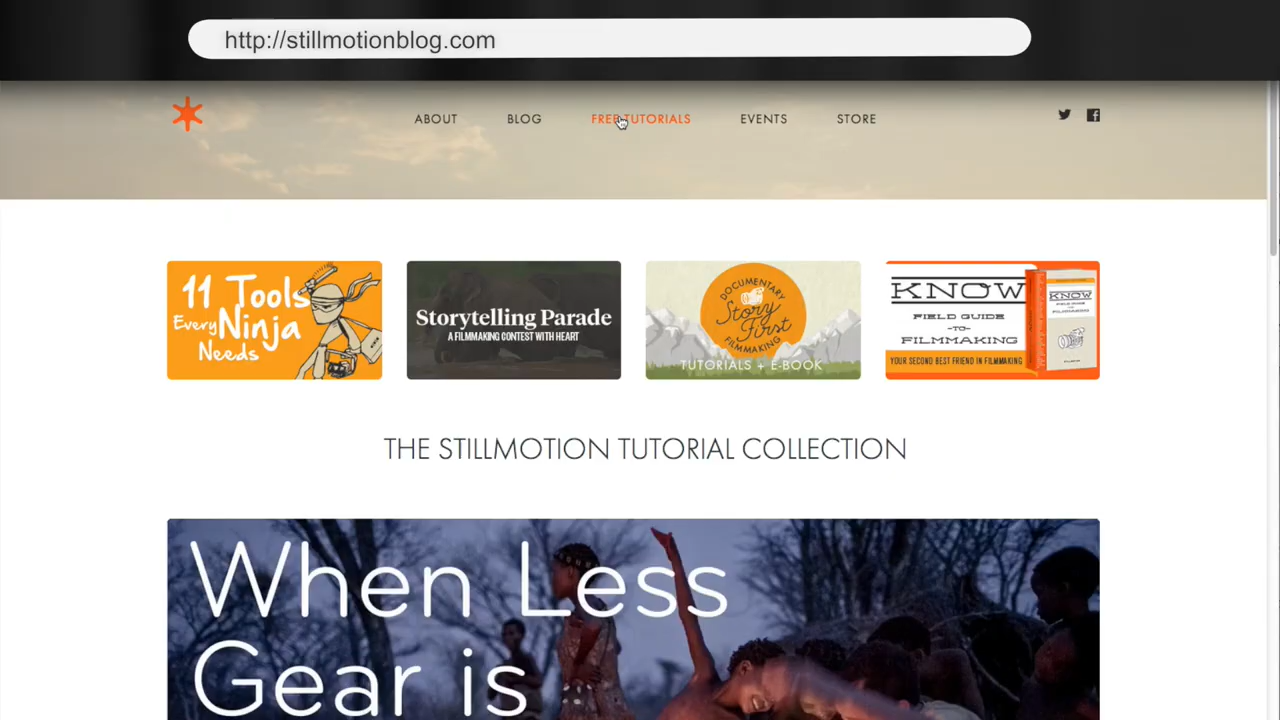 http://stillmotionblog.com
ABOUT BLOG FREE TUTORIALS EVENTS STORE
11 Tools
Every Ninja
Needs
Storytelling Parade
A FILMMAKING CONTEST WITH HEART
DOCUMENTARY
Story
First
FILMMAKING
TUTORIALS + E-BOOK
KNOW
FIELD GUIDE
-TO-
FILMMAKING
YOUR SECOND BEST FRIEND IN FILMMAKING
KNOW
THE STILLMOTION TUTORIAL COLLECTION
When Less
Gear is